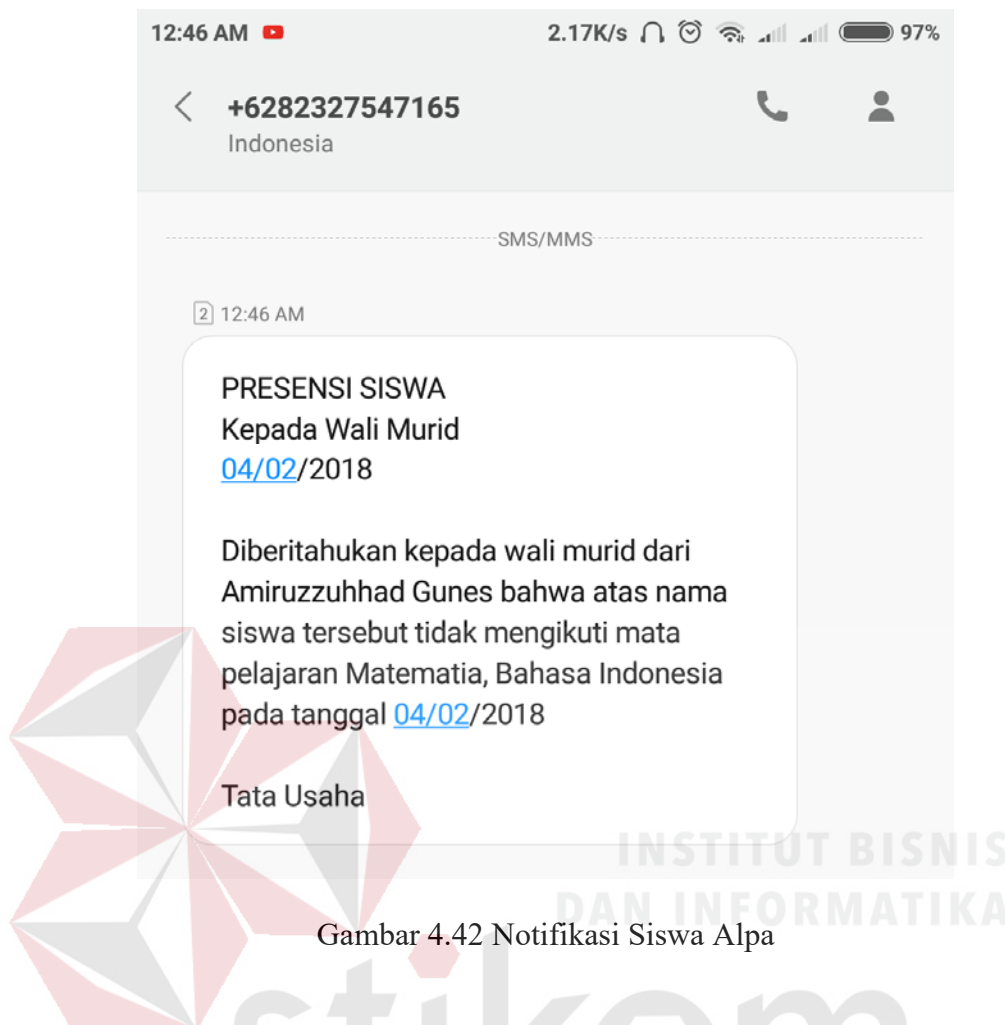 12:46 AM 2.17K/s 97%
+6282327547165
Indonesia
SMS/MMS
2 12:46 AM
PRESENSI SISWA
Kepada Wali Murid
04/02/2018
Diberitahukan kepada wali murid dari
Amiruzzuhhad Gunes bahwa atas nama
siswa tersebut tidak mengikuti mata
pelajaran Matematia, Bahasa Indonesia
pada tanggal 04/02/2018
Tata Usaha
INSTITUT BISNIS
DAN INFORMATIKA
Gambar 4.42 Notifikasi Siswa Alpa
stikom